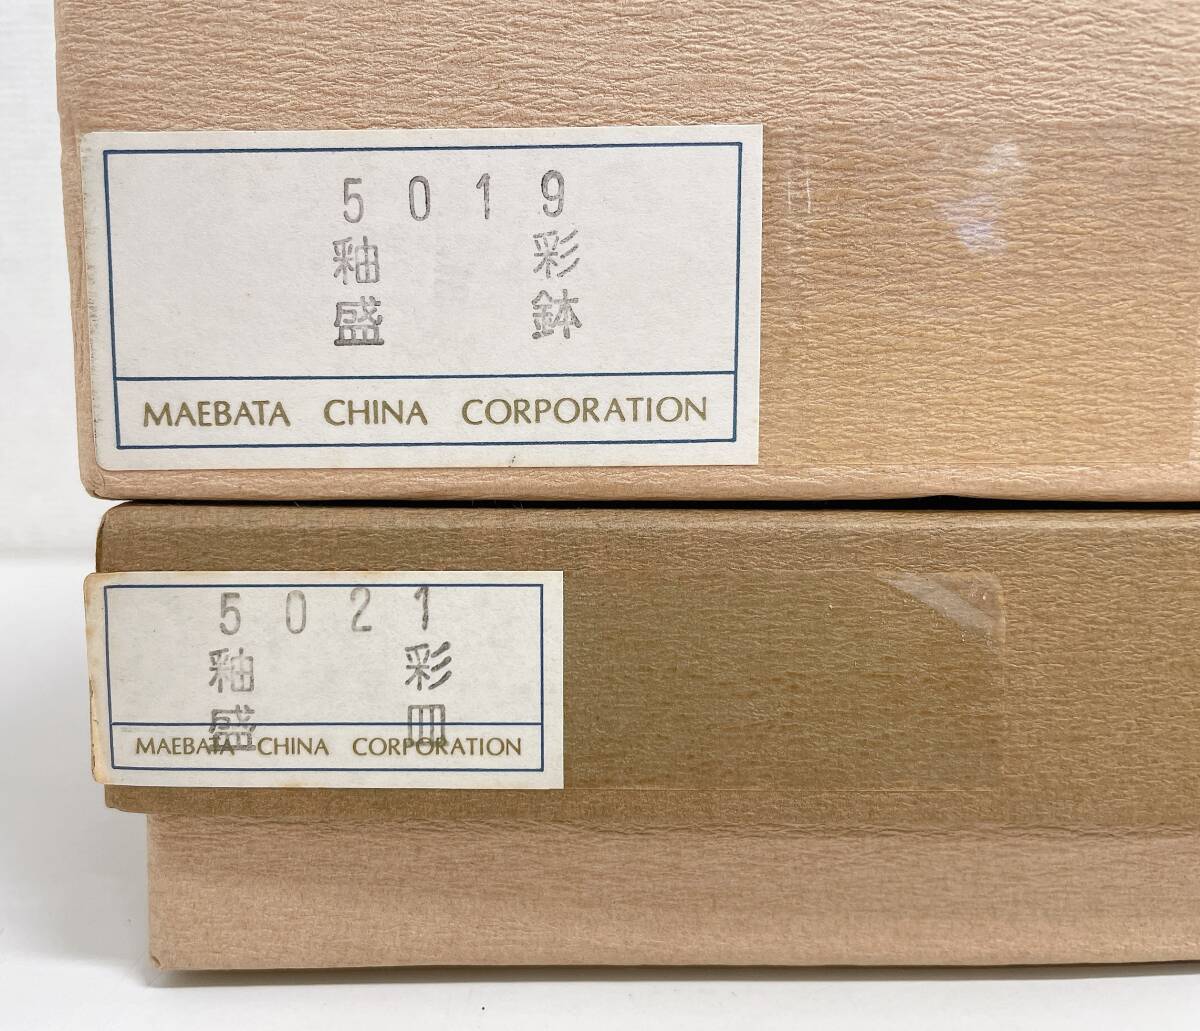 5019
釉彩
盛鉢
MAEBATA CHINA CORPORATION
5021
釉彩
盛皿
MAEBATA CHINA CORPORATION